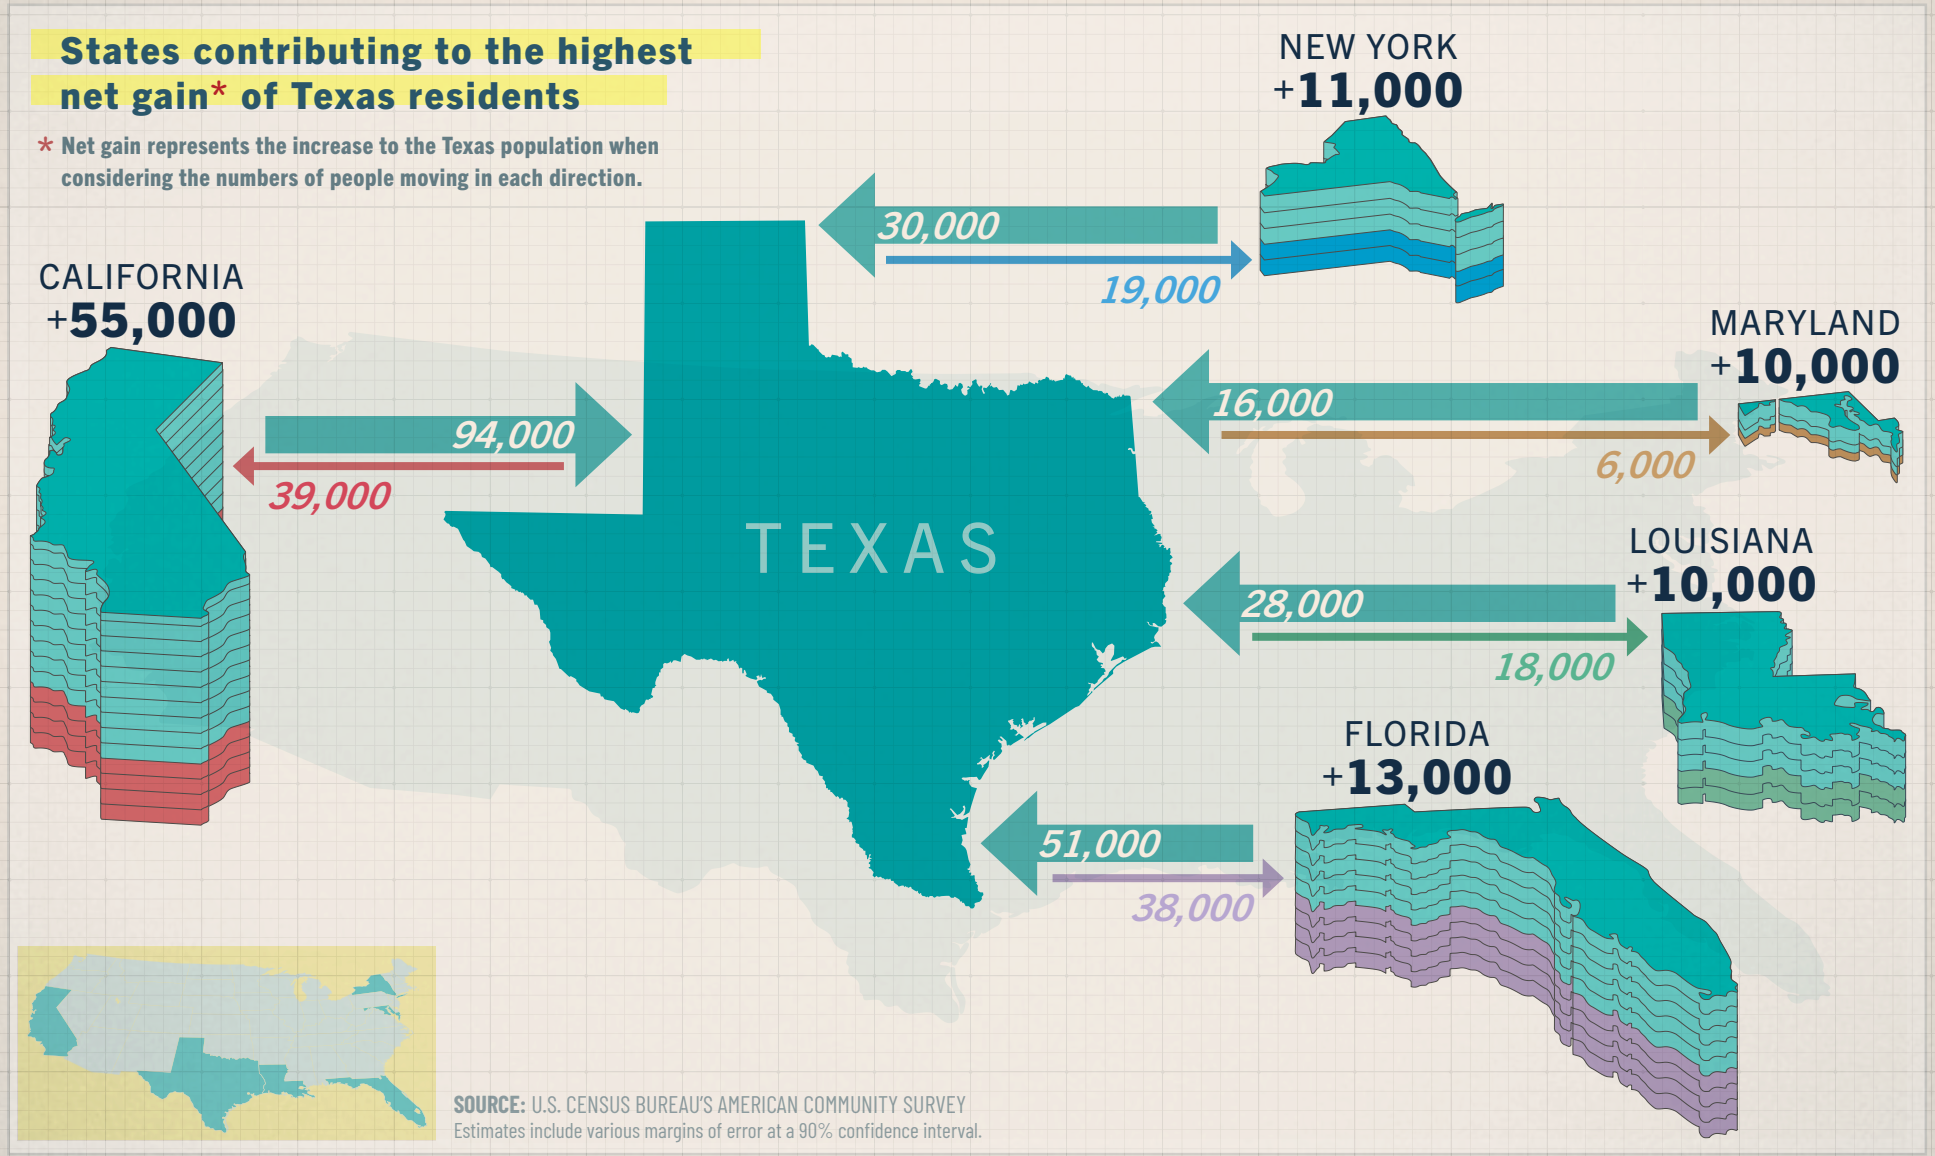 States contributing to the highest
net gain* of Texas residents
* Net gain represents the increase to the Texas population when
considering the numbers of people moving in each direction.
NEW YORK
+11,000
30,000
19,000
CALIFORNIA
+55,000
94,000
39,000
MARYLAND
+10,000
16,000
6,000
TEXAS
LOUISIANA
+10,000
28,000
18,000
FLORIDA
+13,000
51,000
38,000
SOURCE: U.S. CENSUS BUREAU'S AMERICAN COMMUNITY SURVEY
Estimates include various margins of error at a 90% confidence interval.